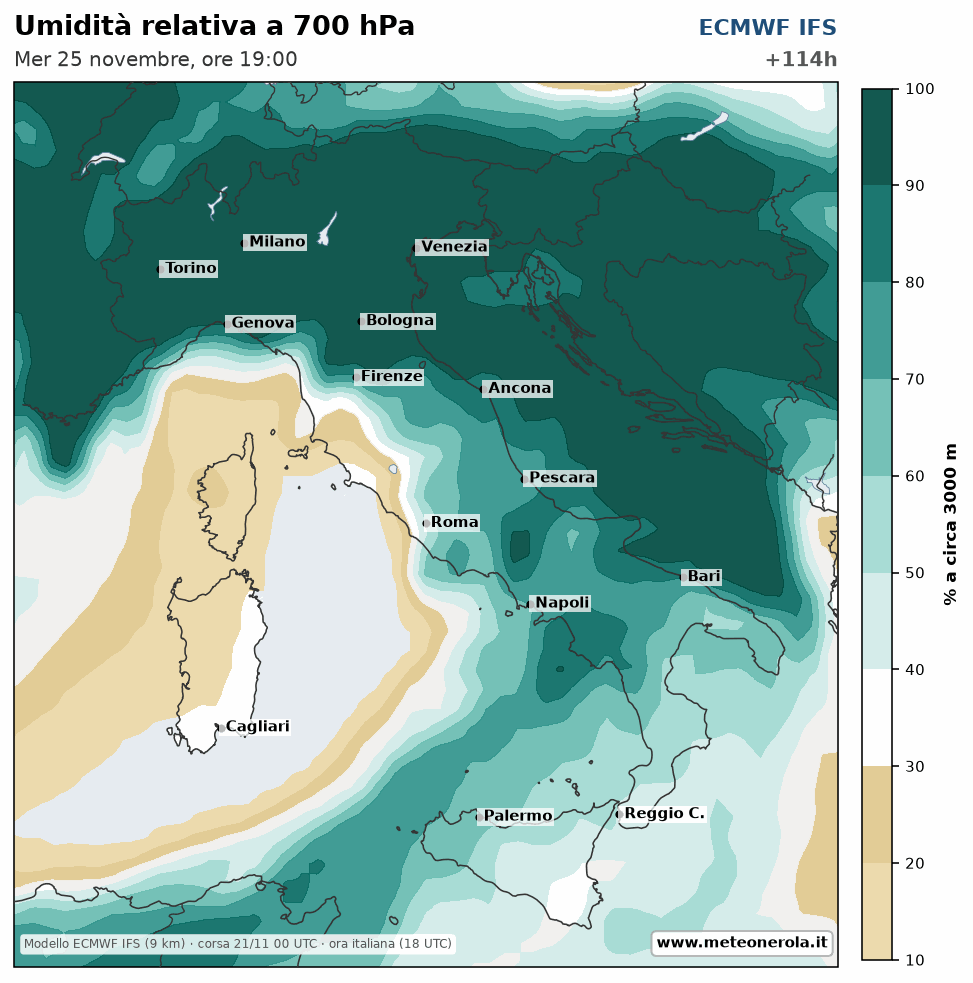 Umidità relativa a 700 hPa
ECMWF IFS
Mer 25 novembre, ore 19:00
+114h
Milano
Venezia
Torino
Genova
Bologna
Firenze
Ancona
Pescara
Roma
Bari
Napoli
Cagliari
Palermo
Reggio C.
100
90
80
70
60
50
40
30
20
10
% a circa 3000 m
Modello ECMWF IFS (9 km) · corsa 21/11 00 UTC · ora italiana (18 UTC)
www.meteonerola.it